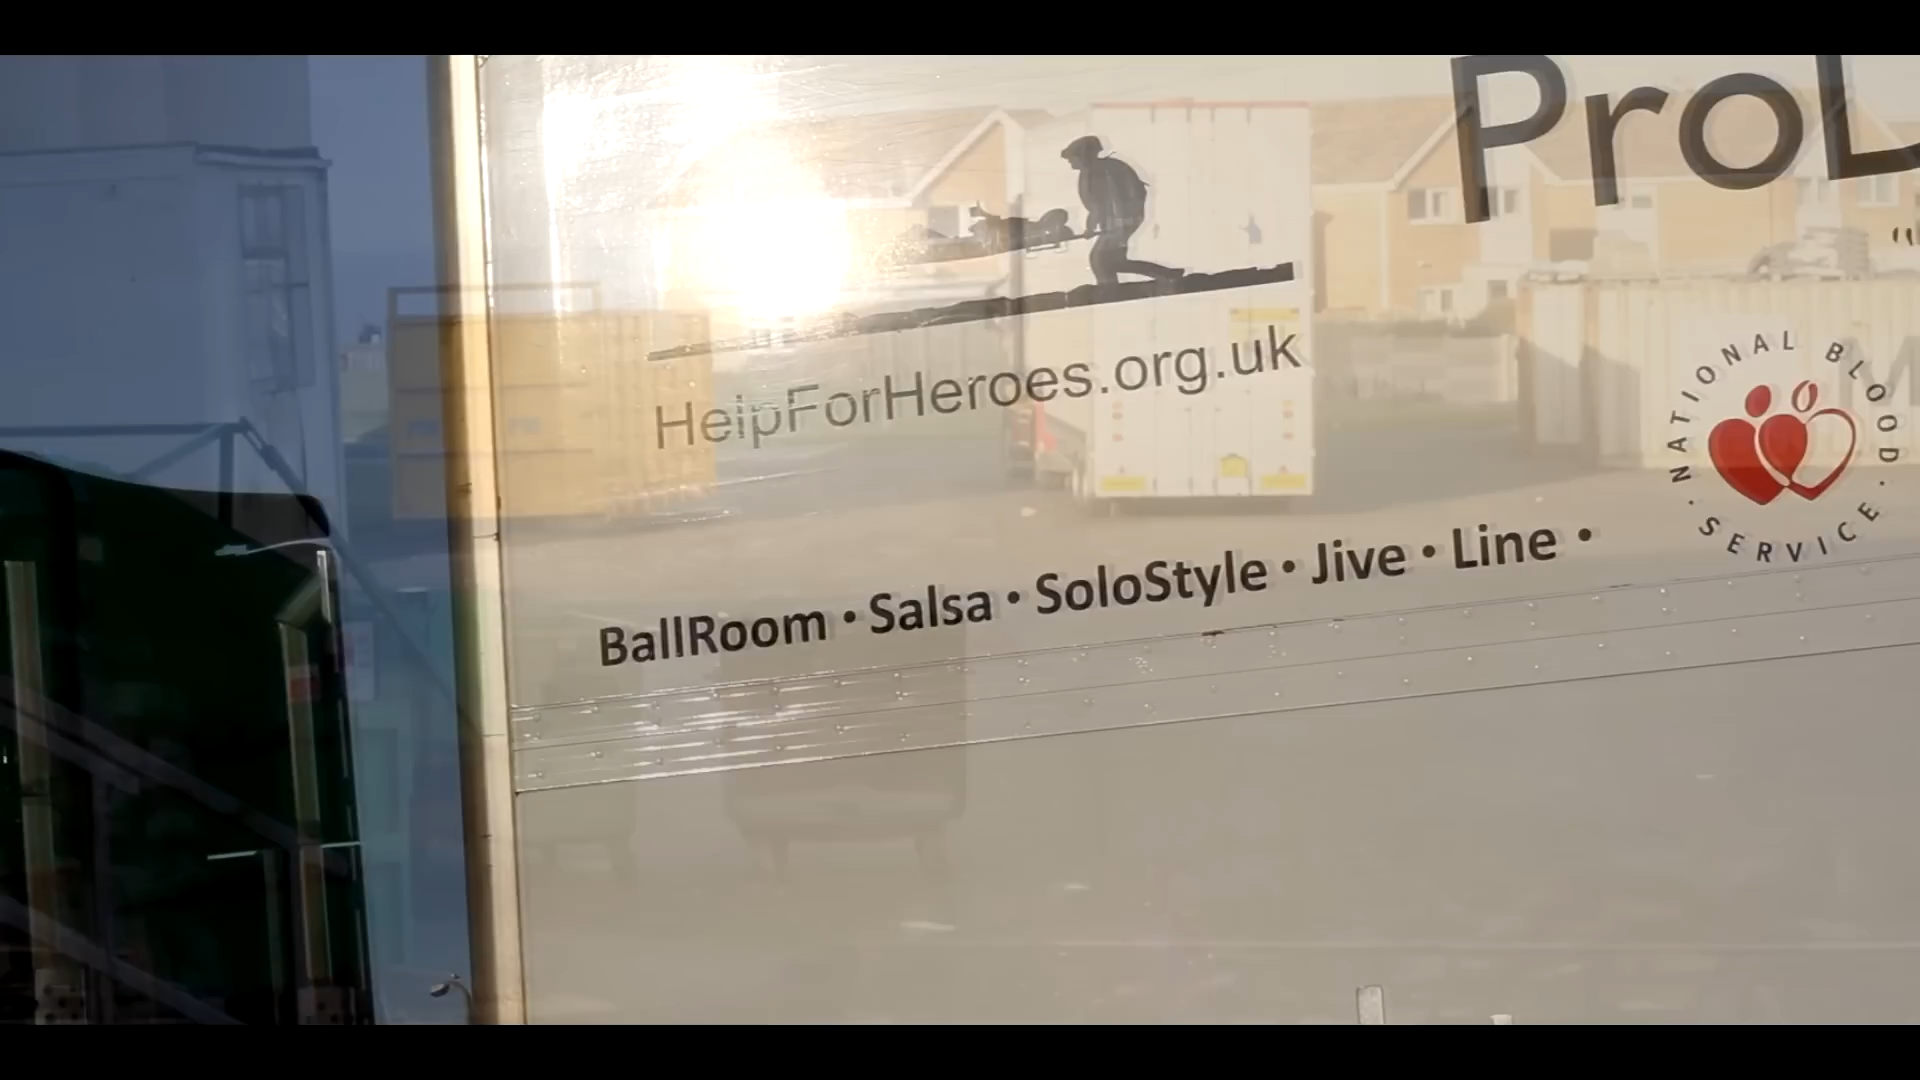 ProL
HelpForHeroes.org.uk
· NATIONAL BLOOD · SERVICE
BallRoom • Salsa • SoloStyle • Jive • Line •